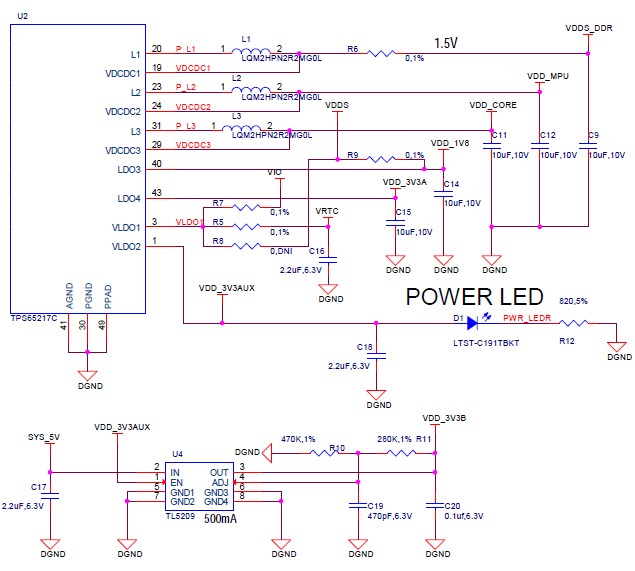 U2
L1 20 P_L1 1 L1 2 R6 1.5V VDDS_DDR
LQM2HPN2R2MG0L 0,1%
VDCDC1 19 VDCDC1
L2 23 P_L2 1 L2 2 VDD_MPU
LQM2HPN2R2MG0L
VDCDC2 24 VDCDC2 VDDS VDD_CORE
L3 31 P_L3 1 L3 2
LQM2HPN2R2MG0L
VDCDC3 29 VDCDC3 C11 C12 C9
VDD_1V8
10uF,10V 10uF,10V 10uF,10V
R9 0,1%
LDO3 40
VIO VDD_3V3A C14
10uF,10V
LDO4 43
R7 0,1% VRTC C15
VLDO1 3 VLDO1 R5 0,1% 10uF,10V
VLDO2 1 R8 0,DNI C16
2.2uF,6.3V
DGND DGND DGND
DGND
AGND PGND PPAD
TPS65217C
41 30 49
DGND
VDD_3V3AUX
POWER LED
D1 PWR_LEDR 820,5%
LTST-C191TBKT R12
DGND
C18
2.2uF,6.3V
DGND
SYS_5V VDD_3V3AUX VDD_3V3B
U4
DGND 470K,1% R10 280K,1% R11
2 IN OUT 3
1 EN ADJ 4
5 GND1 GND3 6
7 GND2 GND4 8
TL5209 500mA
C17
2.2uF,6.3V
C19
470pF,6.3V
C20
0.1uf,6.3V
DGND DGND DGND DGND DGND